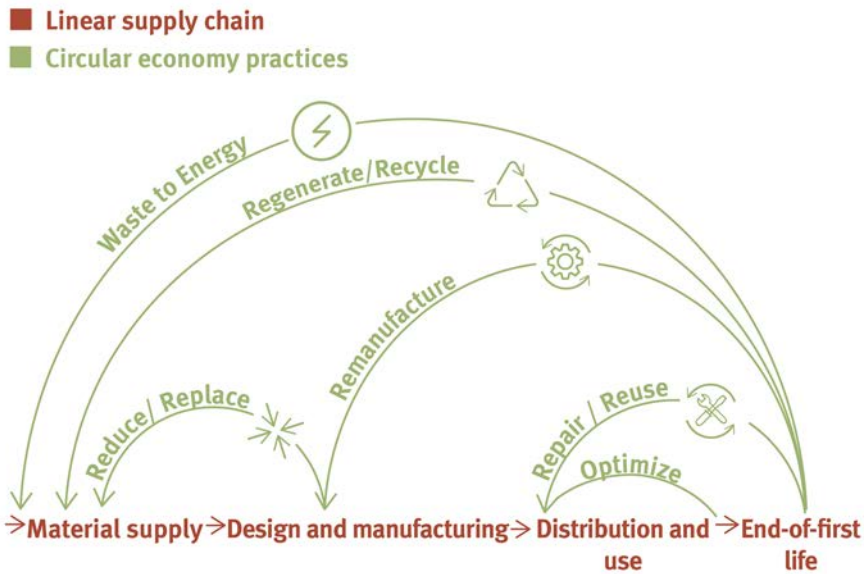 Linear supply chain
Circular economy practices
Waste to Energy
Regenerate/Recycle
Remanufacture
Reduce/ Replace
Repair / Reuse
Optimize
Material supply
Design and manufacturing
Distribution and
use
End-of-first
life